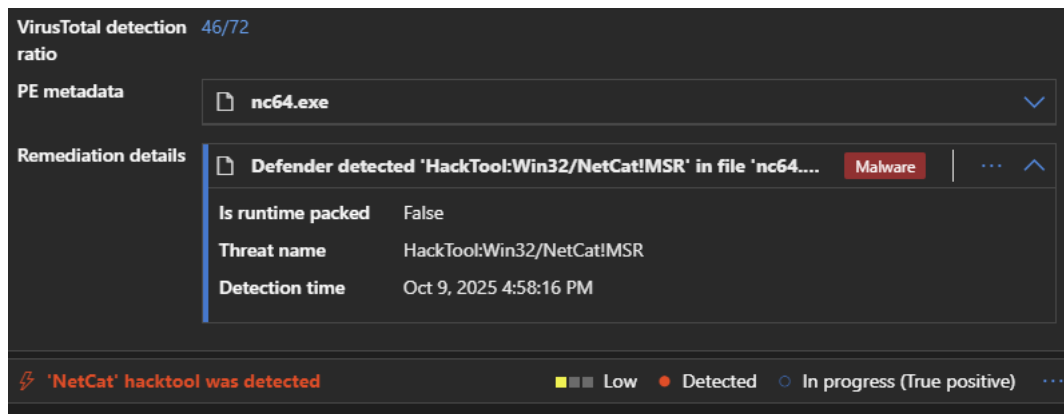 VirusTotal detection ratio 46/72
PE metadata
nc64.exe
Remediation details
Defender detected 'HackTool:Win32/NetCat!MSR' in file 'nc64.... Malware ...
Is runtime packed False
Threat name HackTool:Win32/NetCat!MSR
Detection time Oct 9, 2025 4:58:16 PM
'NetCat' hacktool was detected Low Detected In progress (True positive) ...